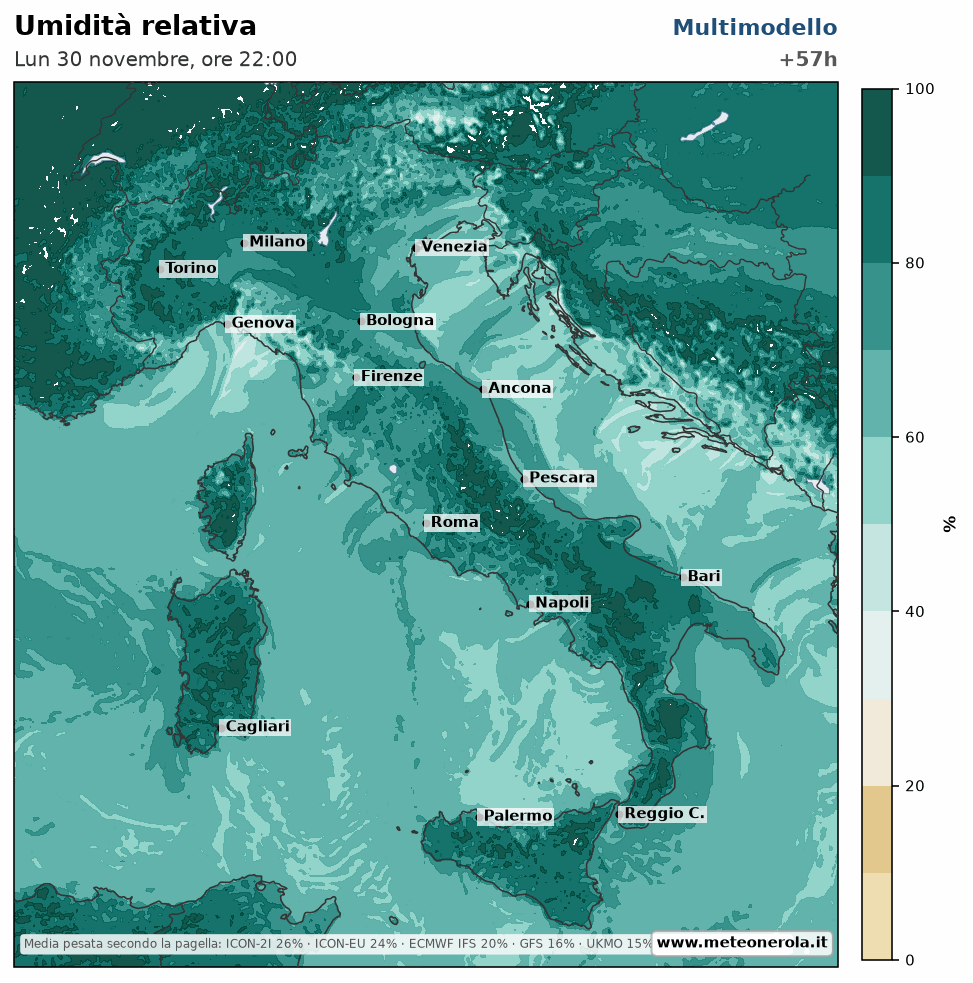 Umidità relativa
Multimodello
Lun 30 novembre, ore 22:00
+57h
100
80
60
40
20
0
%
Milano
Venezia
Torino
Genova
Bologna
Firenze
Ancona
Pescara
Roma
Bari
Napoli
Cagliari
Palermo
Reggio C.
Media pesata secondo la pagella: ICON-2I 26% · ICON-EU 24% · ECMWF IFS 20% · GFS 16% · UKMO 15%
www.meteonerola.it